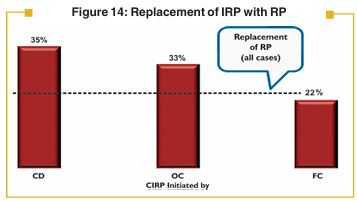 Figure 14: Replacement of IRP with RP
35%
Replacement
of RP
(all cases)
33%
22%
CD
OC
FC
CIRP Initiated by